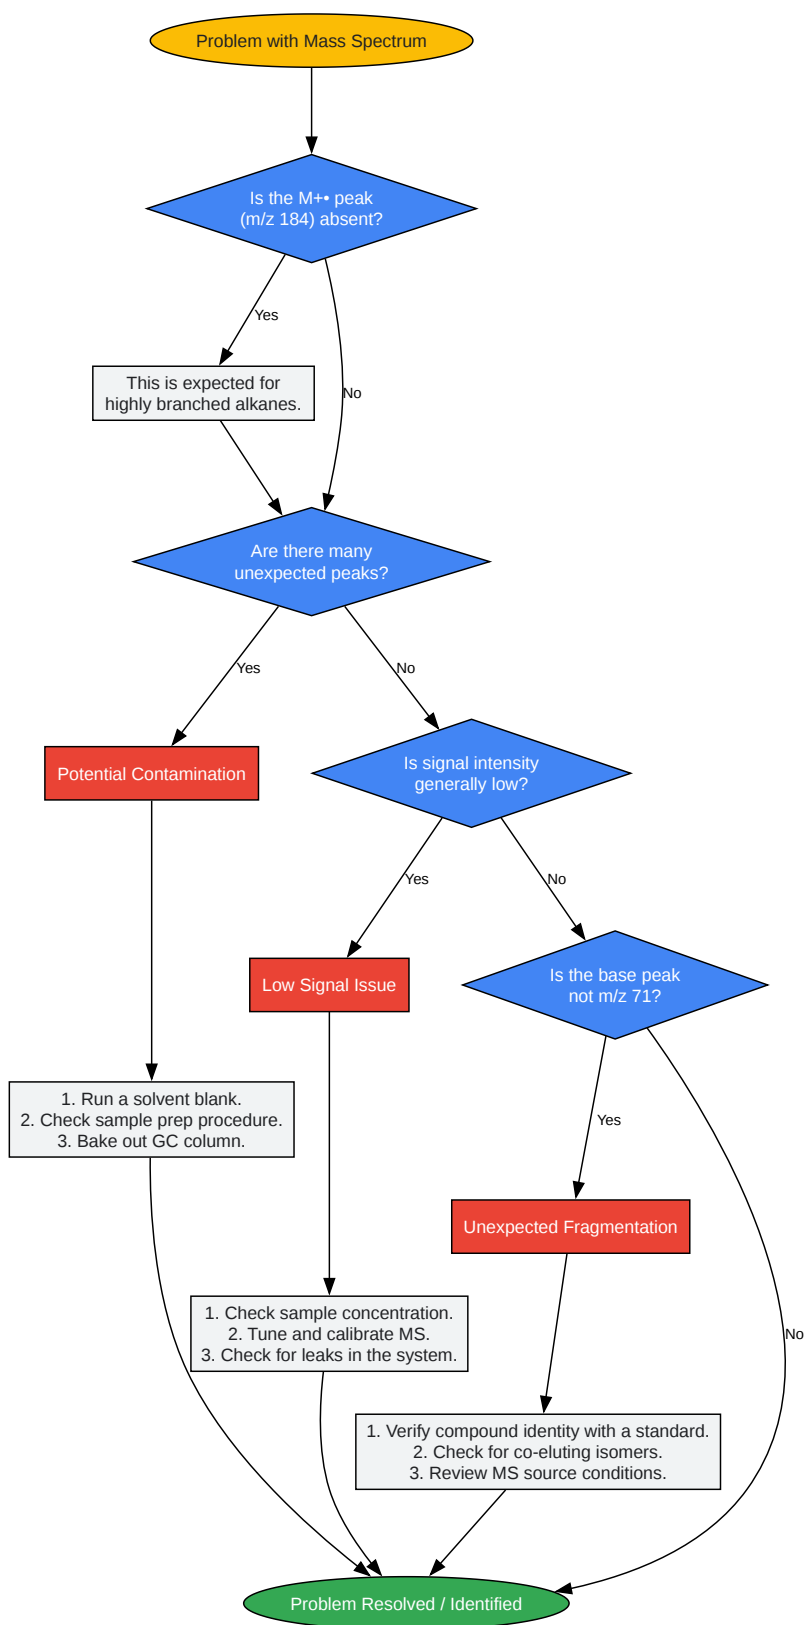 Problem with Mass Spectrum
Is the M+• peak
(m/z 184) absent?
Yes
No
This is expected for
highly branched alkanes.
Are there many
unexpected peaks?
Yes
No
Potential Contamination
Is signal intensity
generally low?
Yes
No
Low Signal Issue
Is the base peak
not m/z 71?
1. Run a solvent blank.
2. Check sample prep procedure.
3. Bake out GC column.
Yes
Unexpected Fragmentation
No
1. Check sample concentration.
2. Tune and calibrate MS.
3. Check for leaks in the system.
1. Verify compound identity with a standard.
2. Check for co-eluting isomers.
3. Review MS source conditions.
Problem Resolved / Identified